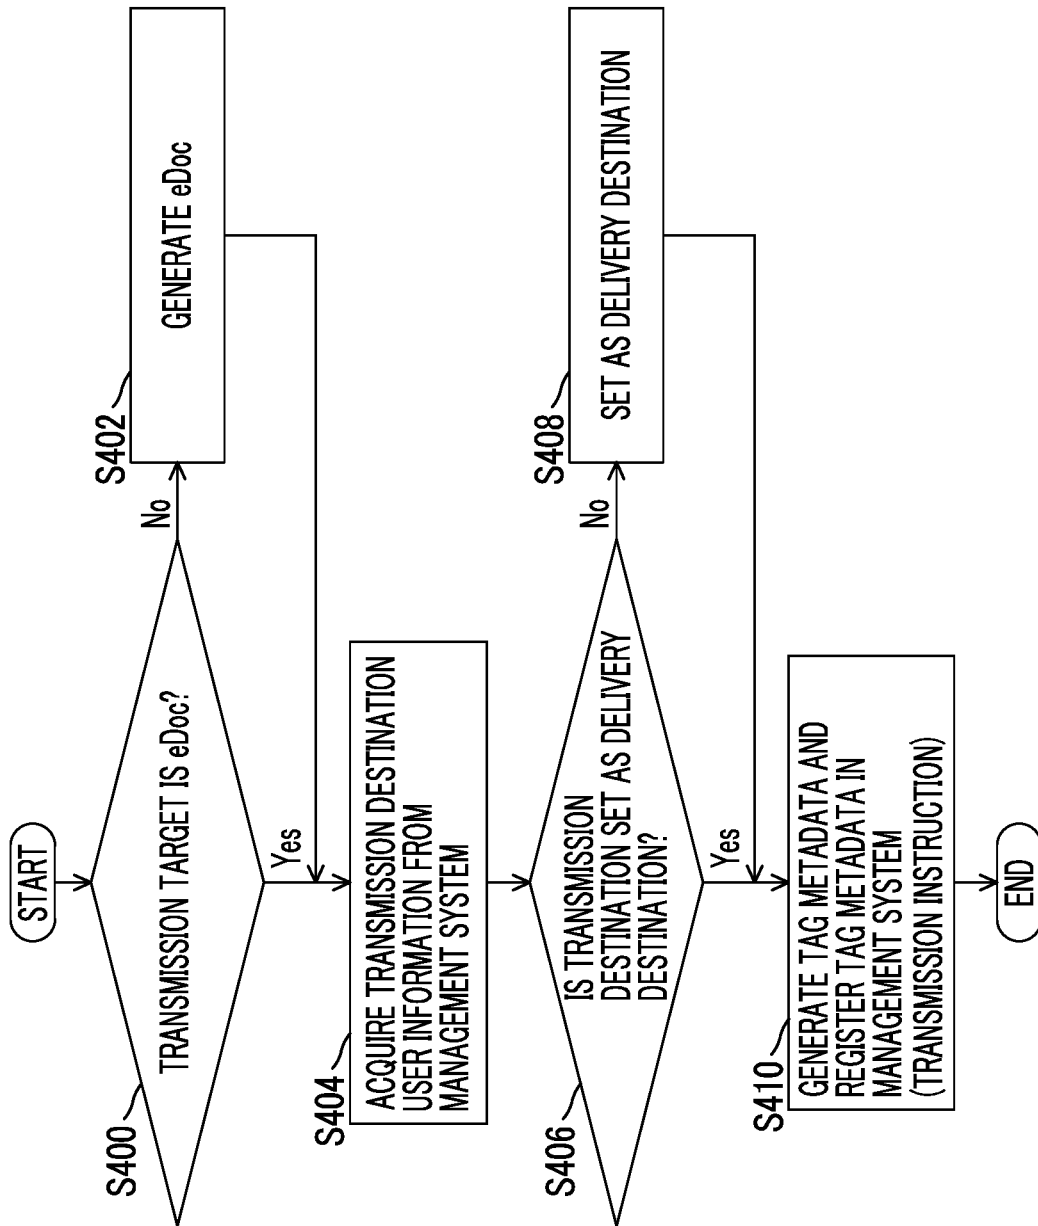 START
S400
TRANSMISSION TARGET IS eDoc?
No
S402
GENERATE eDoc
Yes
S404
ACQUIRE TRANSMISSION DESTINATION
USER INFORMATION FROM
MANAGEMENT SYSTEM
S406
IS TRANSMISSION
DESTINATION SET AS DELIVERY
DESTINATION?
No
S408
SET AS DELIVERY DESTINATION
Yes
S410
GENERATE TAG METADATA AND
REGISTER TAG METADATA IN
MANAGEMENT SYSTEM
(TRANSMISSION INSTRUCTION)
END